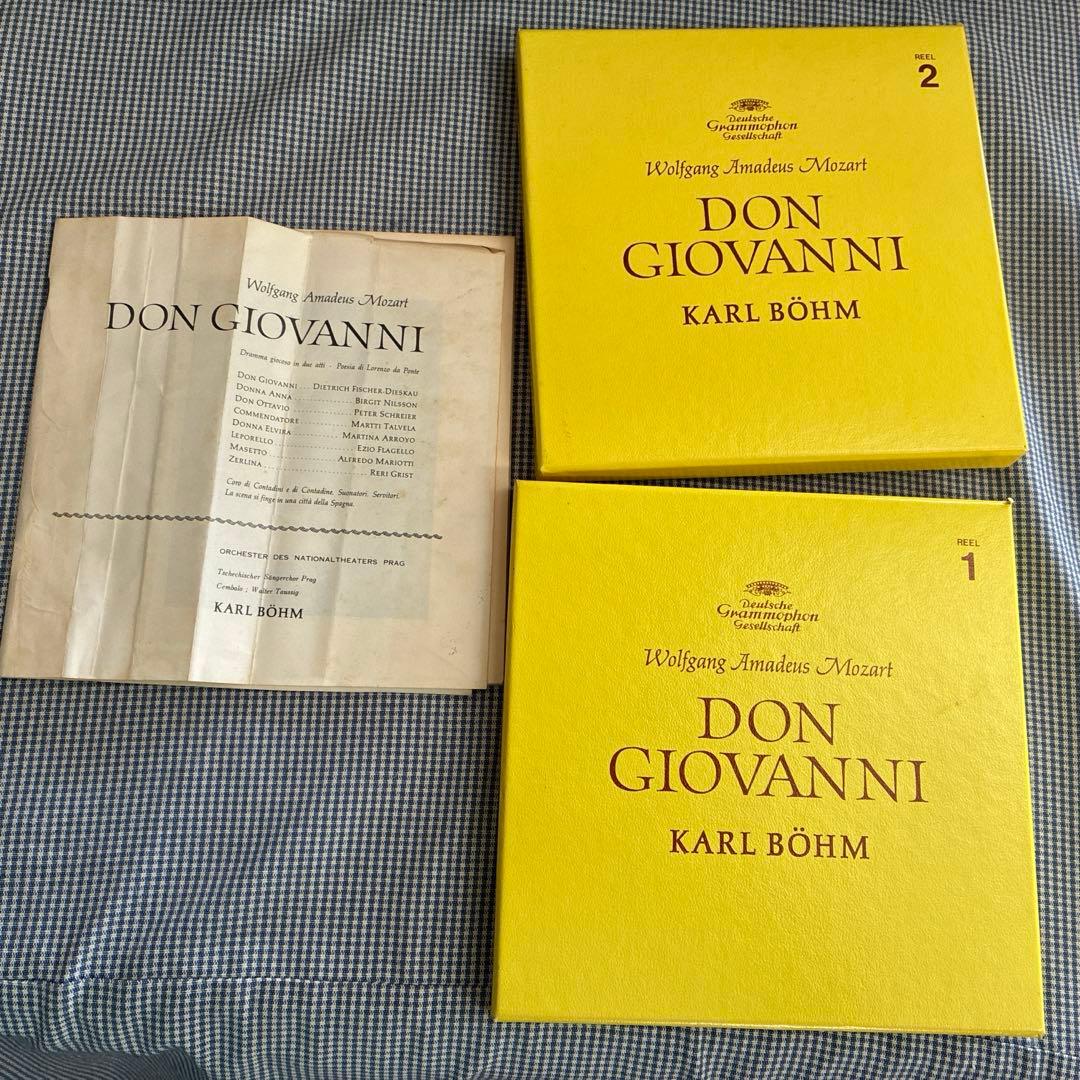 Wolfgang Amadeus Mozart
DON GIOVANNI
Dramma giocoso in due atti - Poesia di Lorenzo da Ponte
DON GIOVANNI ... DIETRICH FISCHER-DIESKAU
DONNA ANNA ............ BIRGIT NILSSON
DON OTTAVIO ............ PETER SCHREIER
COMMENDATORE ............ MARTTI TALVELA
DONNA ELVIRA ............ MARTINA ARROYO
LEPORELLO ............ EZIO FLAGELLO
MASETTO ............ ALFREDO MARIOTTI
ZERLINA ............ RERI GRIST
Coro di Contadini e di Contadine. Suonatori. Servitori.
La scena si finge in una città della Spagna.
ORCHESTER DES NATIONALTHEATERS PRAG
Tschechischer Sängerchor Prag
Cembalo : Walter Taussig
KARL BÖHM
REEL
2
Deutsche
Grammophon
Gesellschaft
Wolfgang Amadeus Mozart
DON
GIOVANNI
KARL BÖHM
REEL
1
Deutsche
Grammophon
Gesellschaft
Wolfgang Amadeus Mozart
DON
GIOVANNI
KARL BÖHM